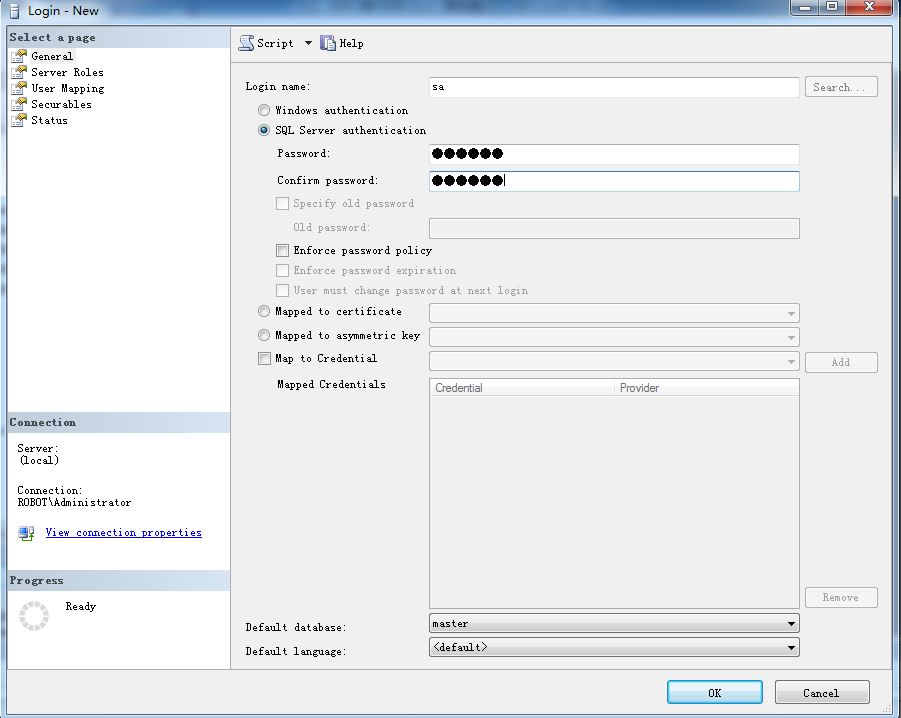 Login - New
Select a page
General
Server Roles
User Mapping
Securables
Status
Script Help
Login name: sa Search...
Windows authentication
SQL Server authentication
Password: ●●●●●●
Confirm password: ●●●●●●
Specify old password
Old password:
Enforce password policy
Enforce password expiration
User must change password at next login
Mapped to certificate
Mapped to asymmetric key
Map to Credential Add
Mapped Credentials Credential Provider
Remove
Default database: master
Default language: <default>
Connection
Server:
(local)
Connection:
ROBOT\Administrator
View connection properties
Progress
Ready
OK Cancel